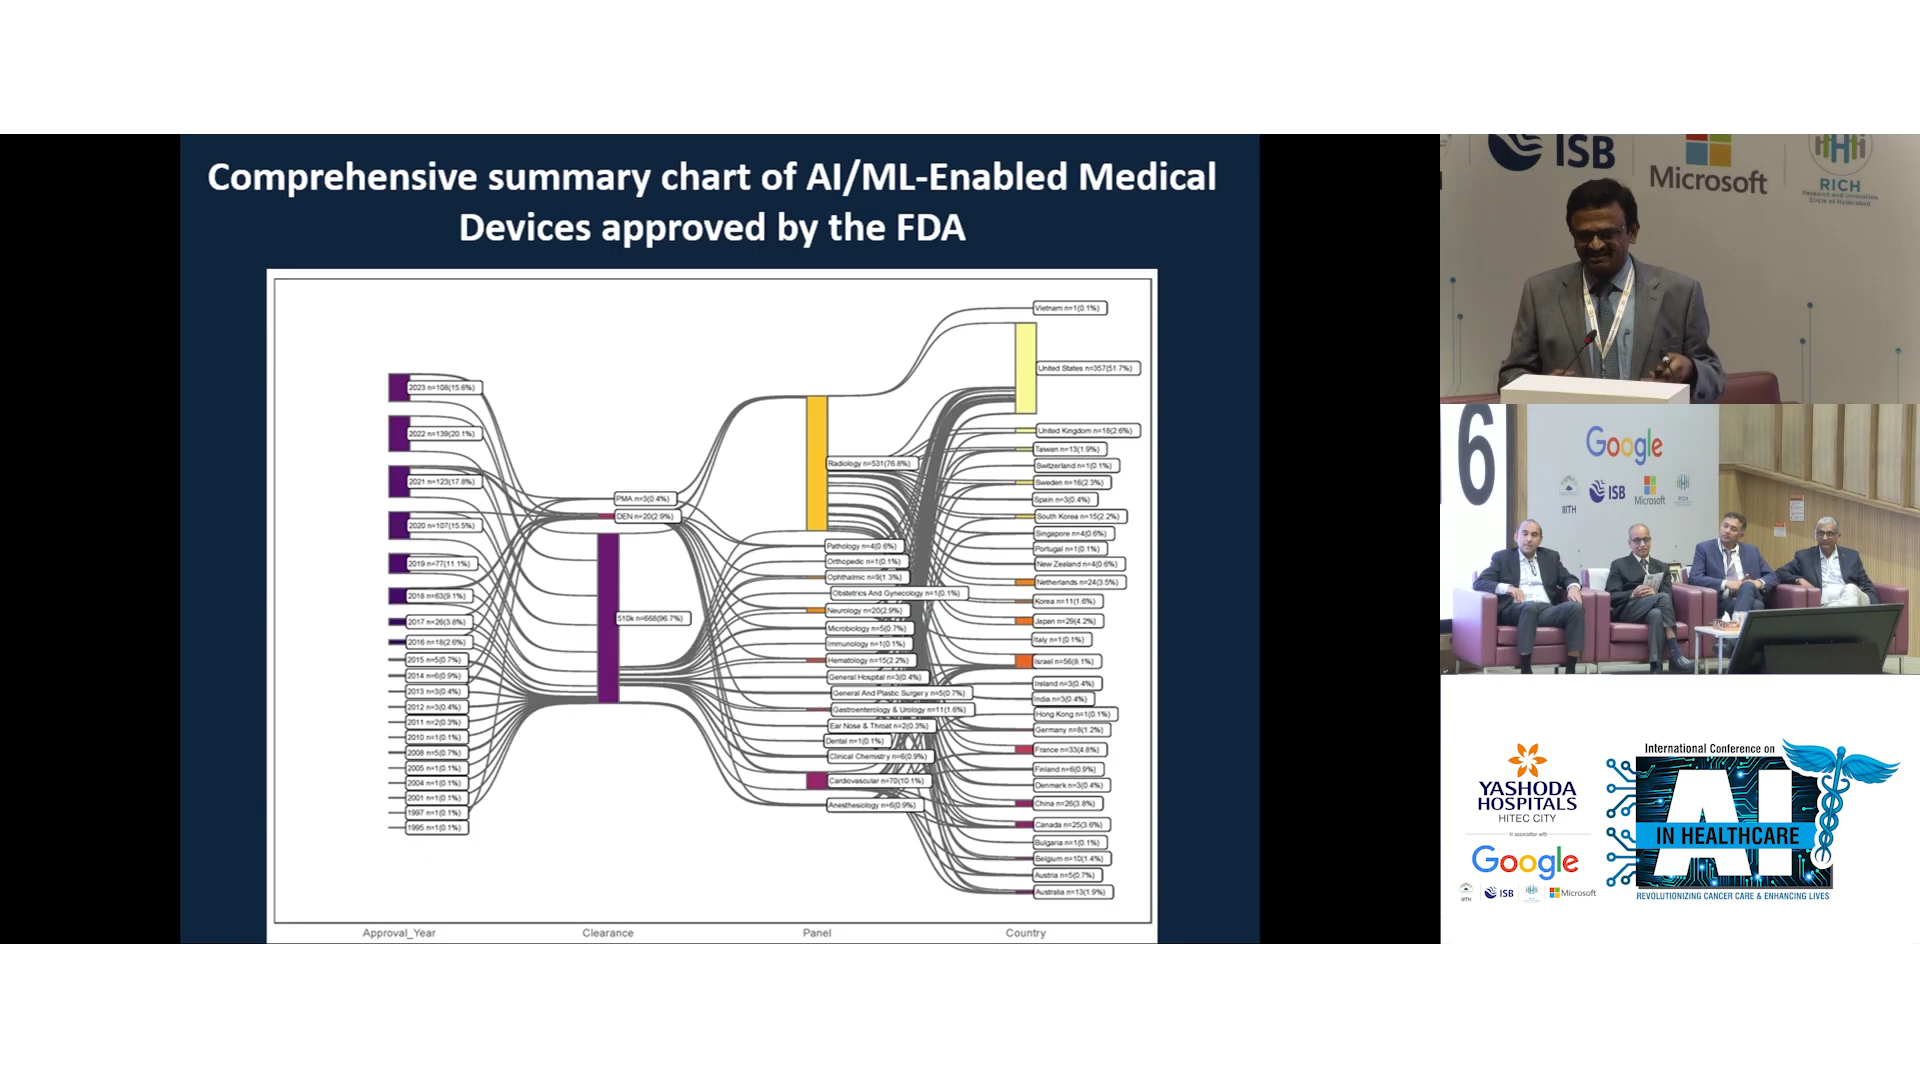 Comprehensive summary chart of AI/ML-Enabled Medical
Devices approved by the FDA
2023 n=108(15.6%)
2022 n=139(20.1%)
2021 n=123(17.8%)
2020 n=107(15.5%)
2019 n=77(11.1%)
2018 n=63(9.1%)
2017 n=26(3.8%)
2016 n=18(2.6%)
2015 n=5(0.7%)
2014 n=6(0.9%)
2013 n=3(0.4%)
2012 n=3(0.4%)
2011 n=2(0.3%)
2010 n=1(0.1%)
2008 n=5(0.7%)
2005 n=1(0.1%)
2004 n=1(0.1%)
2001 n=1(0.1%)
1997 n=1(0.1%)
1995 n=1(0.1%)
Approval_Year
PMA n=3(0.4%)
DEN n=20(2.9%)
510k n=668(96.7%)
Clearance
Radiology n=531(76.8%)
Pathology n=4(0.6%)
Orthopedic n=1(0.1%)
Ophthalmic n=9(1.3%)
Obstetrics And Gynecology n=1(0.1%)
Neurology n=20(2.9%)
Microbiology n=5(0.7%)
Immunology n=1(0.1%)
Hematology n=15(2.2%)
General Hospital n=3(0.4%)
General And Plastic Surgery n=5(0.7%)
Gastroenterology & Urology n=11(1.6%)
Ear Nose & Throat n=2(0.3%)
Dental n=1(0.1%)
Clinical Chemistry n=6(0.9%)
Cardiovascular n=70(10.1%)
Anesthesiology n=6(0.9%)
Panel
Vietnam n=1(0.1%)
United States n=357(51.7%)
United Kingdom n=18(2.6%)
Taiwan n=13(1.9%)
Switzerland n=1(0.1%)
Sweden n=16(2.3%)
Spain n=3(0.4%)
South Korea n=15(2.2%)
Singapore n=4(0.6%)
Portugal n=1(0.1%)
New Zealand n=4(0.6%)
Netherlands n=24(3.5%)
Korea n=11(1.6%)
Japan n=29(4.2%)
Italy n=1(0.1%)
Israel n=56(8.1%)
Ireland n=3(0.4%)
India n=3(0.4%)
Hong Kong n=1(0.1%)
Germany n=8(1.2%)
France n=33(4.8%)
Finland n=6(0.9%)
Denmark n=3(0.4%)
China n=26(3.8%)
Canada n=25(3.6%)
Bulgaria n=1(0.1%)
Belgium n=10(1.4%)
Austria n=5(0.7%)
Australia n=13(1.9%)
Country
ISB
Microsoft
RICH
Research and Innovation
Circle of Hyderabad
6
Google
IITH
ISB
Microsoft
YASHODA
HOSPITALS
HITEC CITY
In association with
Google
IITH
ISB
Microsoft
International Conference on
AI
IN HEALTHCARE
REVOLUTIONIZING CANCER CARE & ENHANCING LIVES